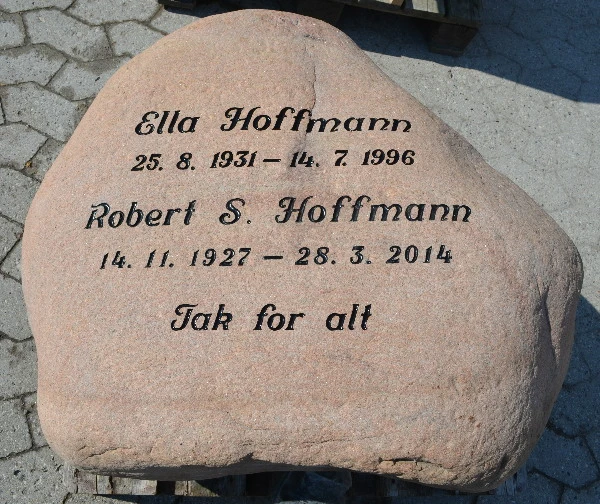 Ella Hoffmann
25. 8. 1931 – 14. 7. 1996
Robert S. Hoffmann
14. 11. 1927 – 28. 3. 2014
Tak for alt